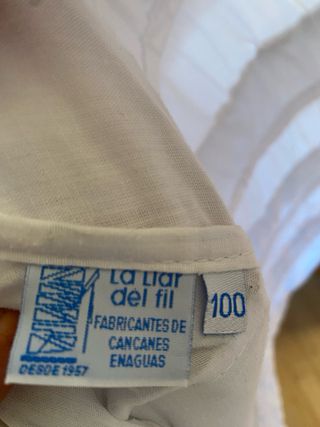 La Llar
del fil
FABRICANTES DE
CANCANES
ENAGUAS
DESDE 1957
100